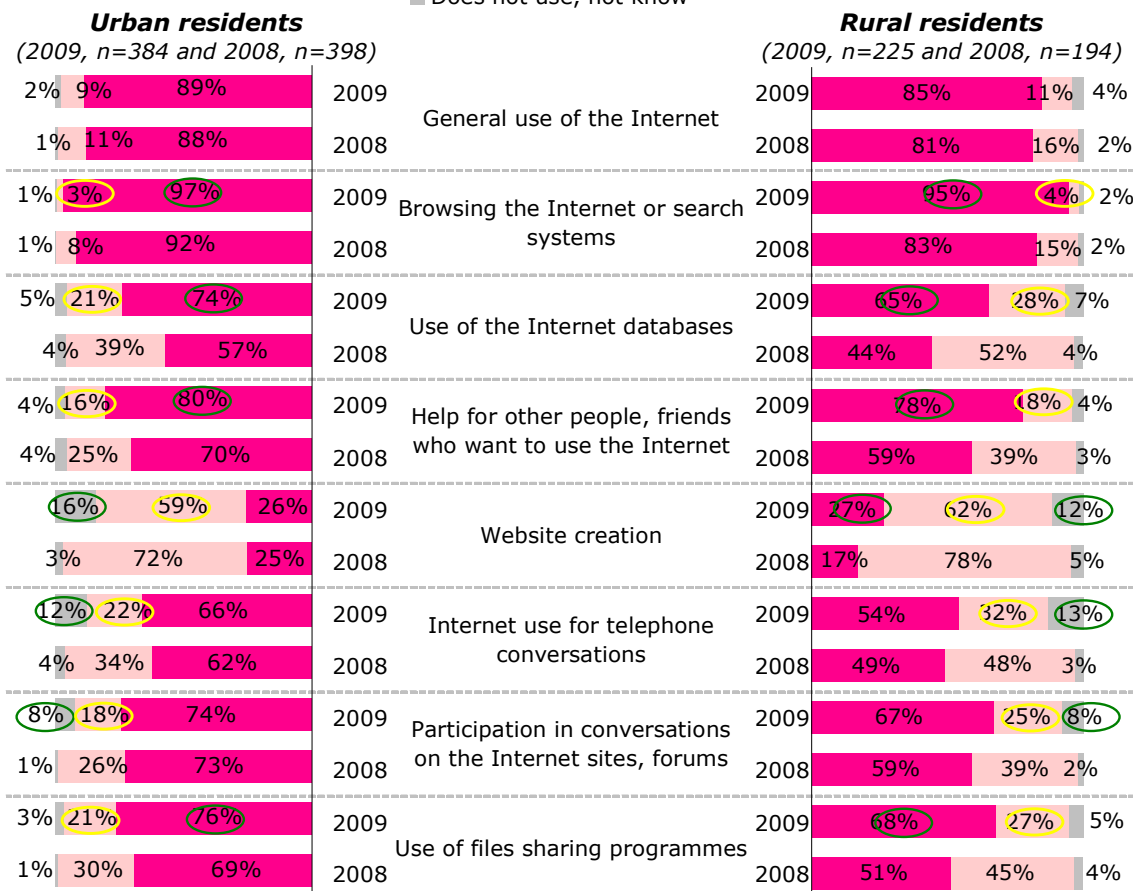 Does not use, not know
Urban residents
(2009, n=384 and 2008, n=398)
Rural residents
(2009, n=225 and 2008, n=194)
2% 9% 89% 2009
1% 11% 88% 2008
General use of the Internet
2009 85% 11% 4%
2008 81% 16% 2%
1% 3% 97% 2009
1% 8% 92% 2008
Browsing the Internet or search
systems
2009 95% 4% 2%
2008 83% 15% 2%
5% 21% 74% 2009
4% 39% 57% 2008
Use of the Internet databases
2009 65% 28% 7%
2008 44% 52% 4%
4% 16% 80% 2009
4% 25% 70% 2008
Help for other people, friends
who want to use the Internet
2009 78% 18% 4%
2008 59% 39% 3%
16% 59% 26% 2009
3% 72% 25% 2008
Website creation
2009 27% 62% 12%
2008 17% 78% 5%
12% 22% 66% 2009
4% 34% 62% 2008
Internet use for telephone
conversations
2009 54% 32% 13%
2008 49% 48% 3%
8% 18% 74% 2009
1% 26% 73% 2008
Participation in conversations
on the Internet sites, forums
2009 67% 25% 8%
2008 59% 39% 2%
3% 21% 76% 2009
1% 30% 69% 2008
Use of files sharing programmes
2009 68% 27% 5%
2008 51% 45% 4%